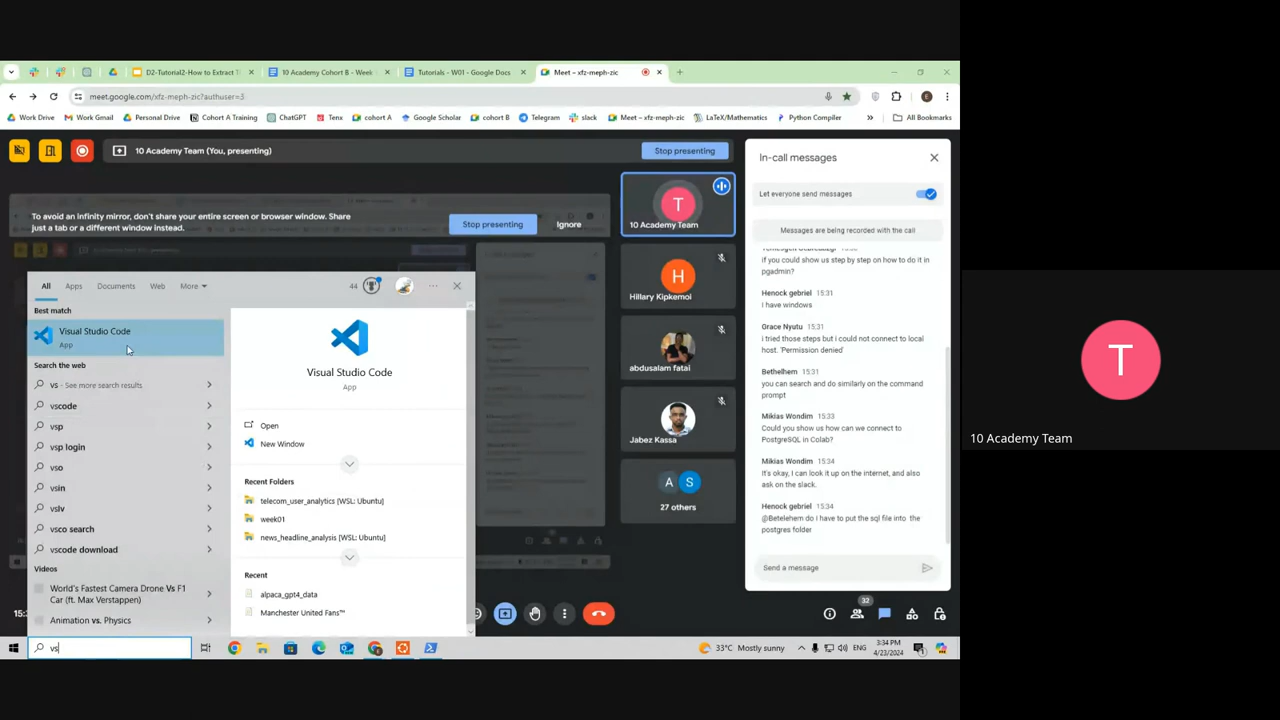 D2-Tutorial2-How to Extract T
10 Academy Cohort B - Week
Tutorials - W01 - Google Docs
Meet – xfz-meph-zic
meet.google.com/xfz-meph-zic?authuser=3
Work Drive
Work Gmail
Personal Drive
Cohort A Training
ChatGPT
Tenx
cohort A
Google Scholar
cohort B
Telegram
slack
Meet – xfz-meph-zic
LaTeX/Mathematics
Python Compiler
All Bookmarks
10 Academy Team (You, presenting)
Stop presenting
To avoid an infinity mirror, don't share your entire screen or browser window. Share
just a tab or a different window instead.
Stop presenting
Ignore
All
Apps
Documents
Web
More
44
Best match
Visual Studio Code
App
Search the web
vs - See more search results
vscode
vsp
vsp login
vso
vsin
vslv
vsco search
vscode download
Videos
World's Fastest Camera Drone Vs F1
Car (ft. Max Verstappen)
Animation vs. Physics
Visual Studio Code
App
Open
New Window
Recent Folders
telecom_user_analytics [WSL: Ubuntu]
week01
news_headline_analysis [WSL: Ubuntu]
Recent
alpaca_gpt4_data
Manchester United Fans™
T
10 Academy Team
H
Hillary Kipkemoi
abdusalam fatai
Jabez Kassa
A
S
27 others
In-call messages
Let everyone send messages
Messages are being recorded with the call
if you could show us step by step on how to do it in
pgadmin?
Henock gebriel 15:31
I have windows
Grace Nyutu 15:31
i tried those steps but i could not connect to local
host. 'Permission denied'
Bethelhem 15:31
you can search and do similarly on the command
prompt
Mikias Wondim 15:33
Could you show us how can we connect to
PostgreSQL in Colab?
Mikias Wondim 15:34
It's okay, I can look it up on the internet, and also
ask on the slack.
Henock gebriel 15:34
@Betelehem do I have to put the sql file into the
postgres folder
Send a message
32
vs
33°C Mostly sunny
ENG
3:34 PM
4/23/2024
T
10 Academy Team